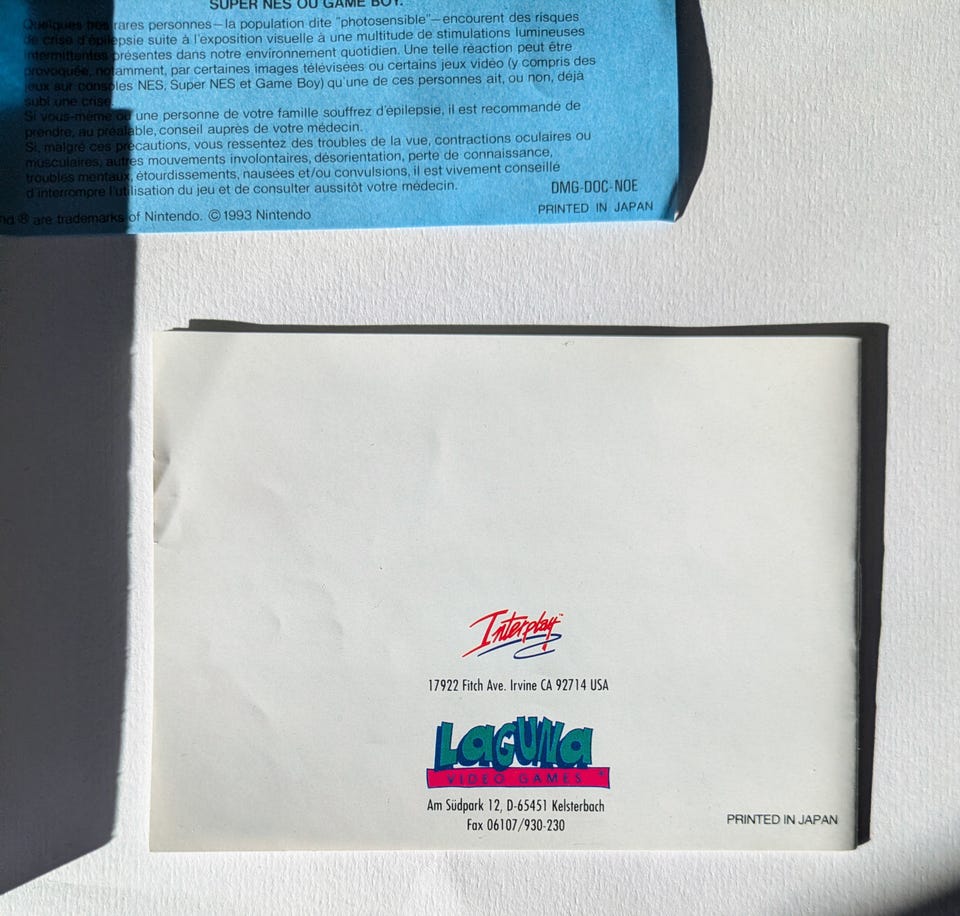 SUPER NES OU GAME BOY.
Quelques très rares personnes—la population dite "photosensible"—encourent des risques
de crise d'épilepsie suite à l'exposition visuelle à une multitude de stimulations lumineuses
intermittentes présentes dans notre environnement quotidien. Une telle réaction peut être
provoquée, notamment, par certaines images télévisées ou certains jeux vidéo (y compris des
jeux sur consoles NES, Super NES et Game Boy) qu'une de ces personnes ait, ou non, déjà
subi une crise.
Si vous-même ou une personne de votre famille souffrez d'épilepsie, il est recommandé de
prendre, au préalable, conseil auprès de votre médecin.
Si, malgré ces précautions, vous ressentez des troubles de la vue, contractions oculaires ou
musculaires, autres mouvements involontaires, désorientation, perte de connaissance,
troubles mentaux, étourdissements, nausées et/ou convulsions, il est vivement conseillé
d'interrompre l'utilisation du jeu et de consulter aussitôt votre médecin.
DMG-DOC-NOE
® are trademarks of Nintendo. ©1993 Nintendo
PRINTED IN JAPAN
Interplay™
17922 Fitch Ave. Irvine CA 92714 USA
LAGUNA
VIDEO GAMES
Am Südpark 12, D-65451 Kelsterbach
Fax 06107/930-230
PRINTED IN JAPAN